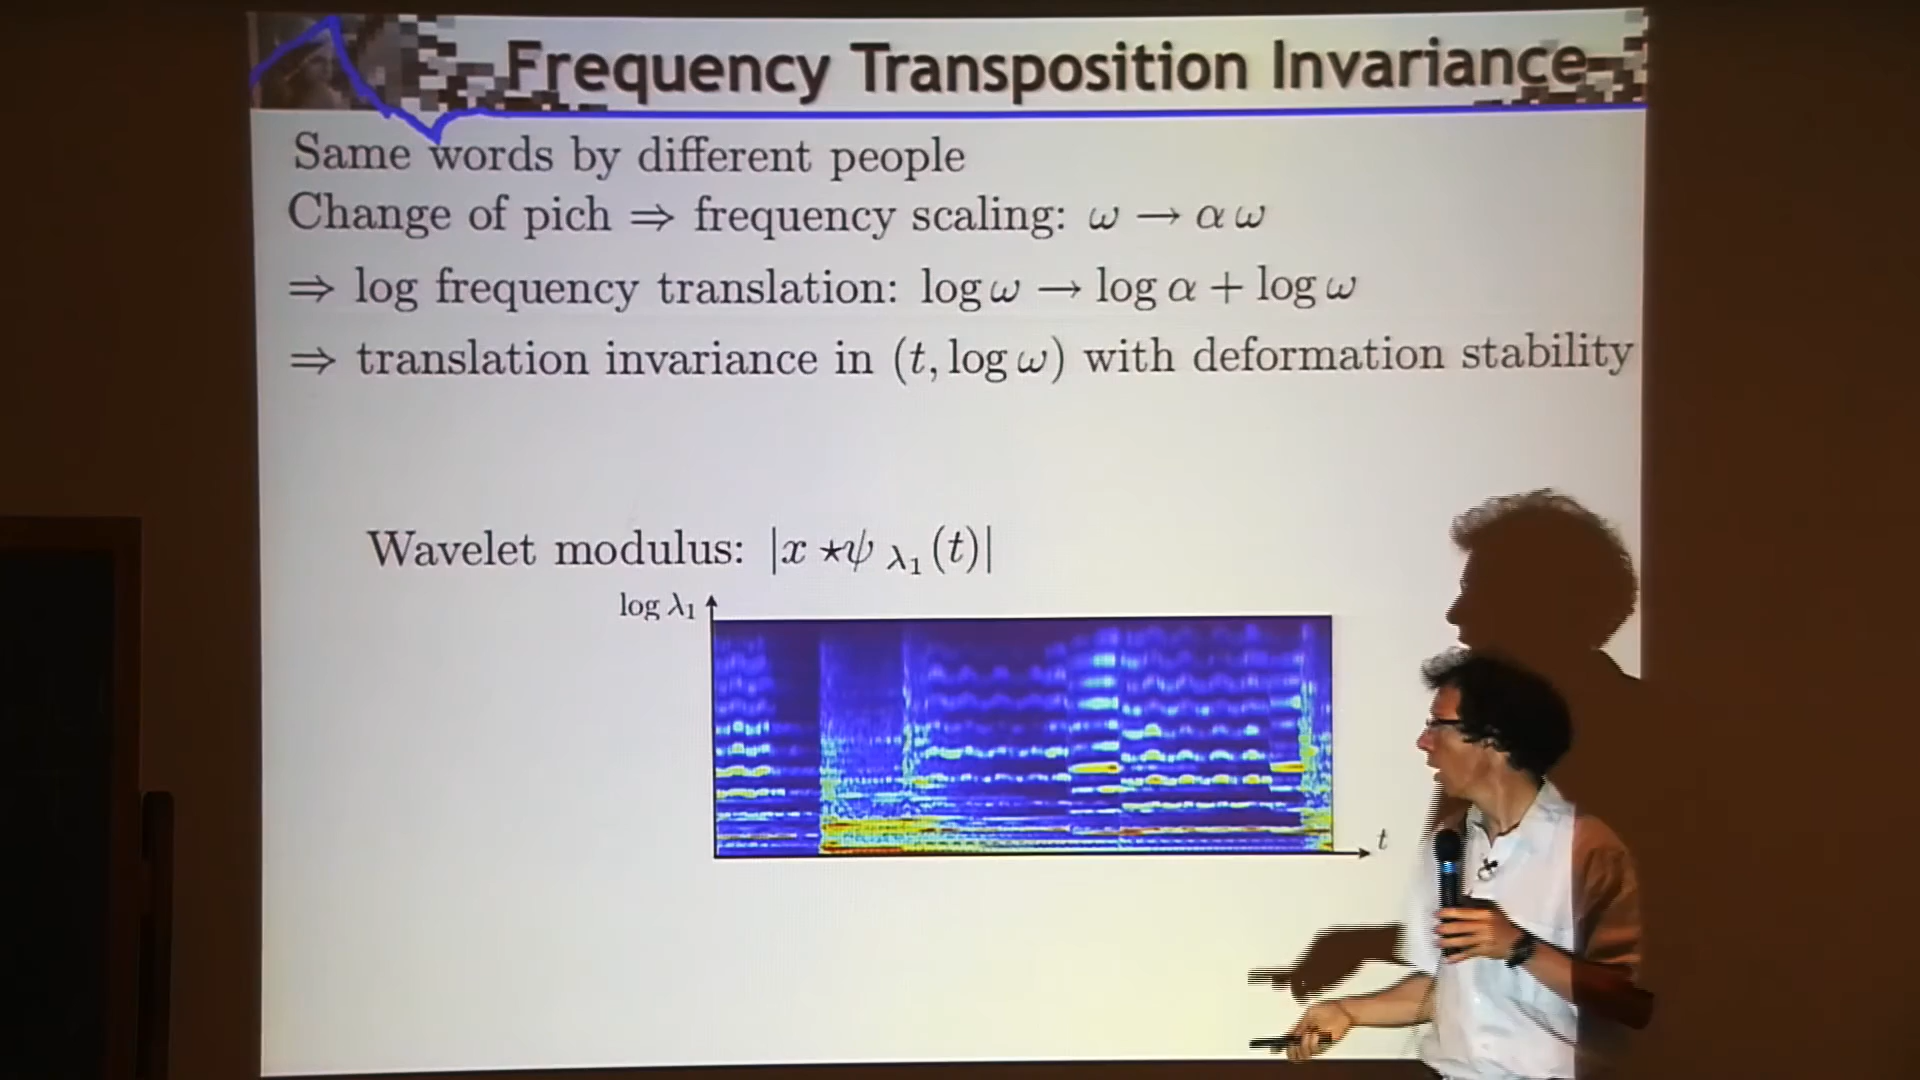 Frequency Transposition Invariance
Same words by different people
Change of pich ⇒ frequency scaling: ω → α ω
⇒ log frequency translation: log ω → log α + log ω
⇒ translation invariance in (t, log ω) with deformation stability
Wavelet modulus: |x ⋆ψ λ₁ (t)|
log λ₁
t